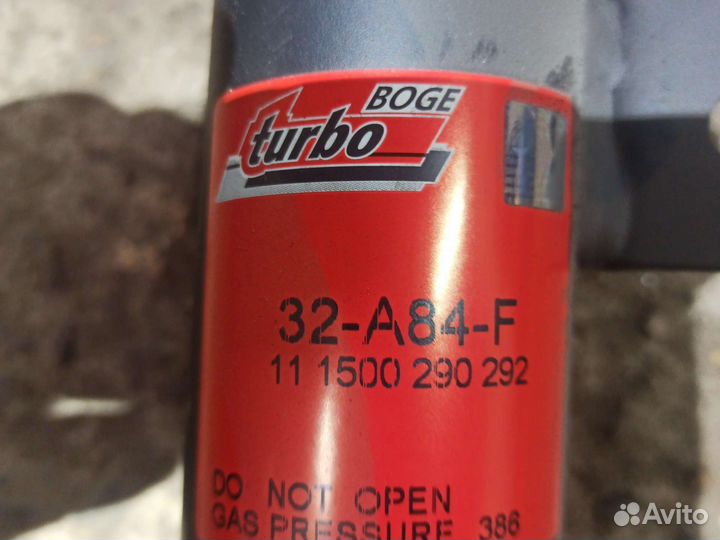 BOGE
turbo
32-A84-F
11 1500 290 292
DO NOT OPEN
GAS PRESSURE 386
Avito